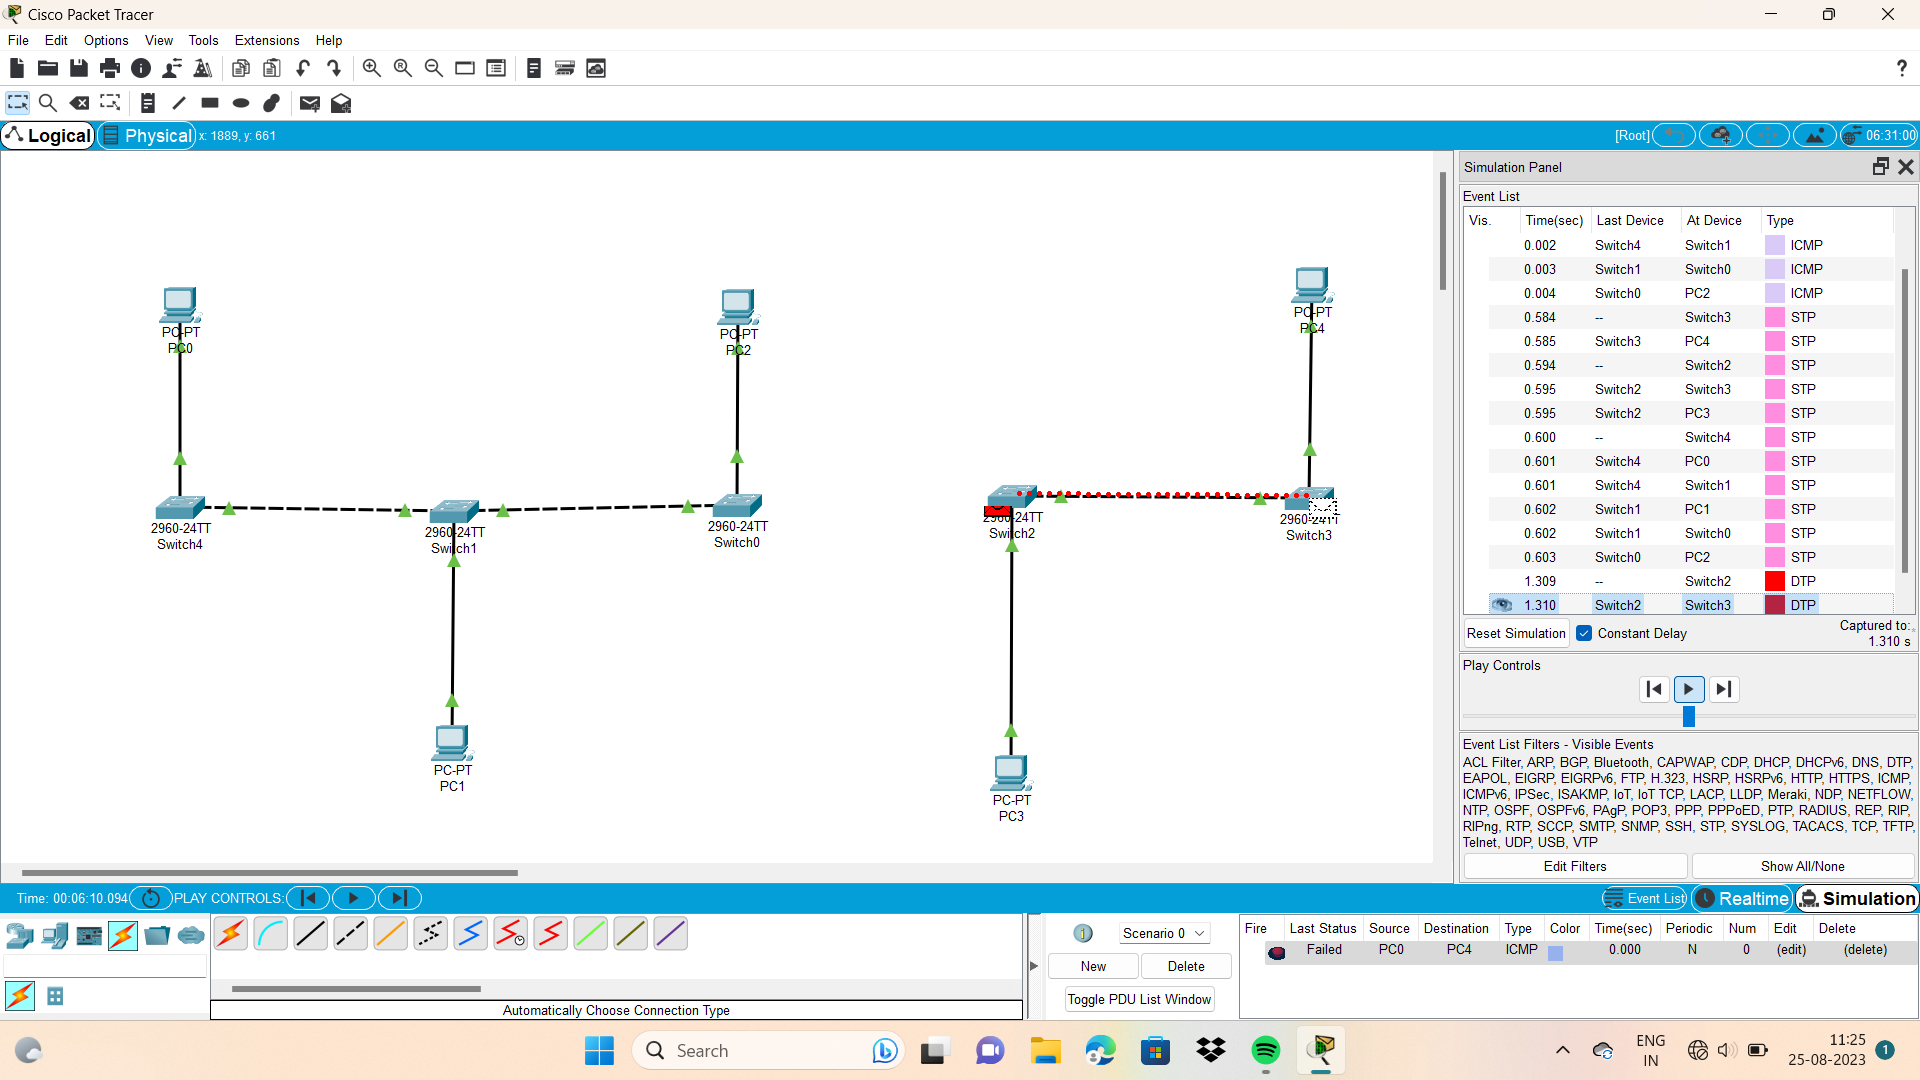 Cisco Packet Tracer
File Edit Options View Tools Extensions Help
?
Logical Physical x: 1889, y: 661 [Root] 06:31:00
PC-PT
PC0
PC-PT
PC2
PC-PT
PC4
2960-24TT
Switch4
2960-24TT
Switch1
2960-24TT
Switch0
2960-24TT
Switch2
2960-24TT
Switch3
PC-PT
PC1
PC-PT
PC3
Simulation Panel
Event List
Vis. Time(sec) Last Device At Device Type
0.002 Switch4 Switch1 ICMP
0.003 Switch1 Switch0 ICMP
0.004 Switch0 PC2 ICMP
0.584 -- Switch3 STP
0.585 Switch3 PC4 STP
0.594 -- Switch2 STP
0.595 Switch2 Switch3 STP
0.595 Switch2 PC3 STP
0.600 -- Switch4 STP
0.601 Switch4 PC0 STP
0.601 Switch4 Switch1 STP
0.602 Switch1 PC1 STP
0.602 Switch1 Switch0 STP
0.603 Switch0 PC2 STP
1.309 -- Switch2 DTP
1.310 Switch2 Switch3 DTP
Reset Simulation Constant Delay Captured to:
1.310 s
Play Controls
Event List Filters - Visible Events
ACL Filter, ARP, BGP, Bluetooth, CAPWAP, CDP, DHCP, DHCPv6, DNS, DTP,
EAPOL, EIGRP, EIGRPv6, FTP, H.323, HSRP, HSRPv6, HTTP, HTTPS, ICMP,
ICMPv6, IPSec, ISAKMP, IoT, IoT TCP, LACP, LLDP, Meraki, NDP, NETFLOW,
NTP, OSPF, OSPFv6, PAgP, POP3, PPP, PPPoED, PTP, RADIUS, REP, RIP,
RIPng, RTP, SCCP, SMTP, SNMP, SSH, STP, SYSLOG, TACACS, TCP, TFTP,
Telnet, UDP, USB, VTP
Edit Filters Show All/None
Time: 00:06:10.094 PLAY CONTROLS: Event List Realtime Simulation
Scenario 0
New Delete
Toggle PDU List Window
Fire Last Status Source Destination Type Color Time(sec) Periodic Num Edit Delete
Failed PC0 PC4 ICMP 0.000 N 0 (edit) (delete)
Automatically Choose Connection Type
Search
ENG
IN
11:25
25-08-2023
1